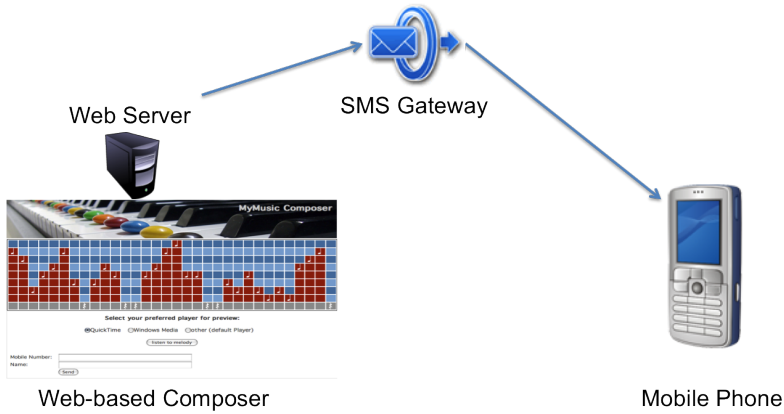 SMS Gateway
Web Server
MyMusic Composer
Select your preferred player for preview:
QuickTime Windows Media other (default Player)
listen to melody
Mobile Number:
Name:
Send
Web-based Composer
Mobile Phone